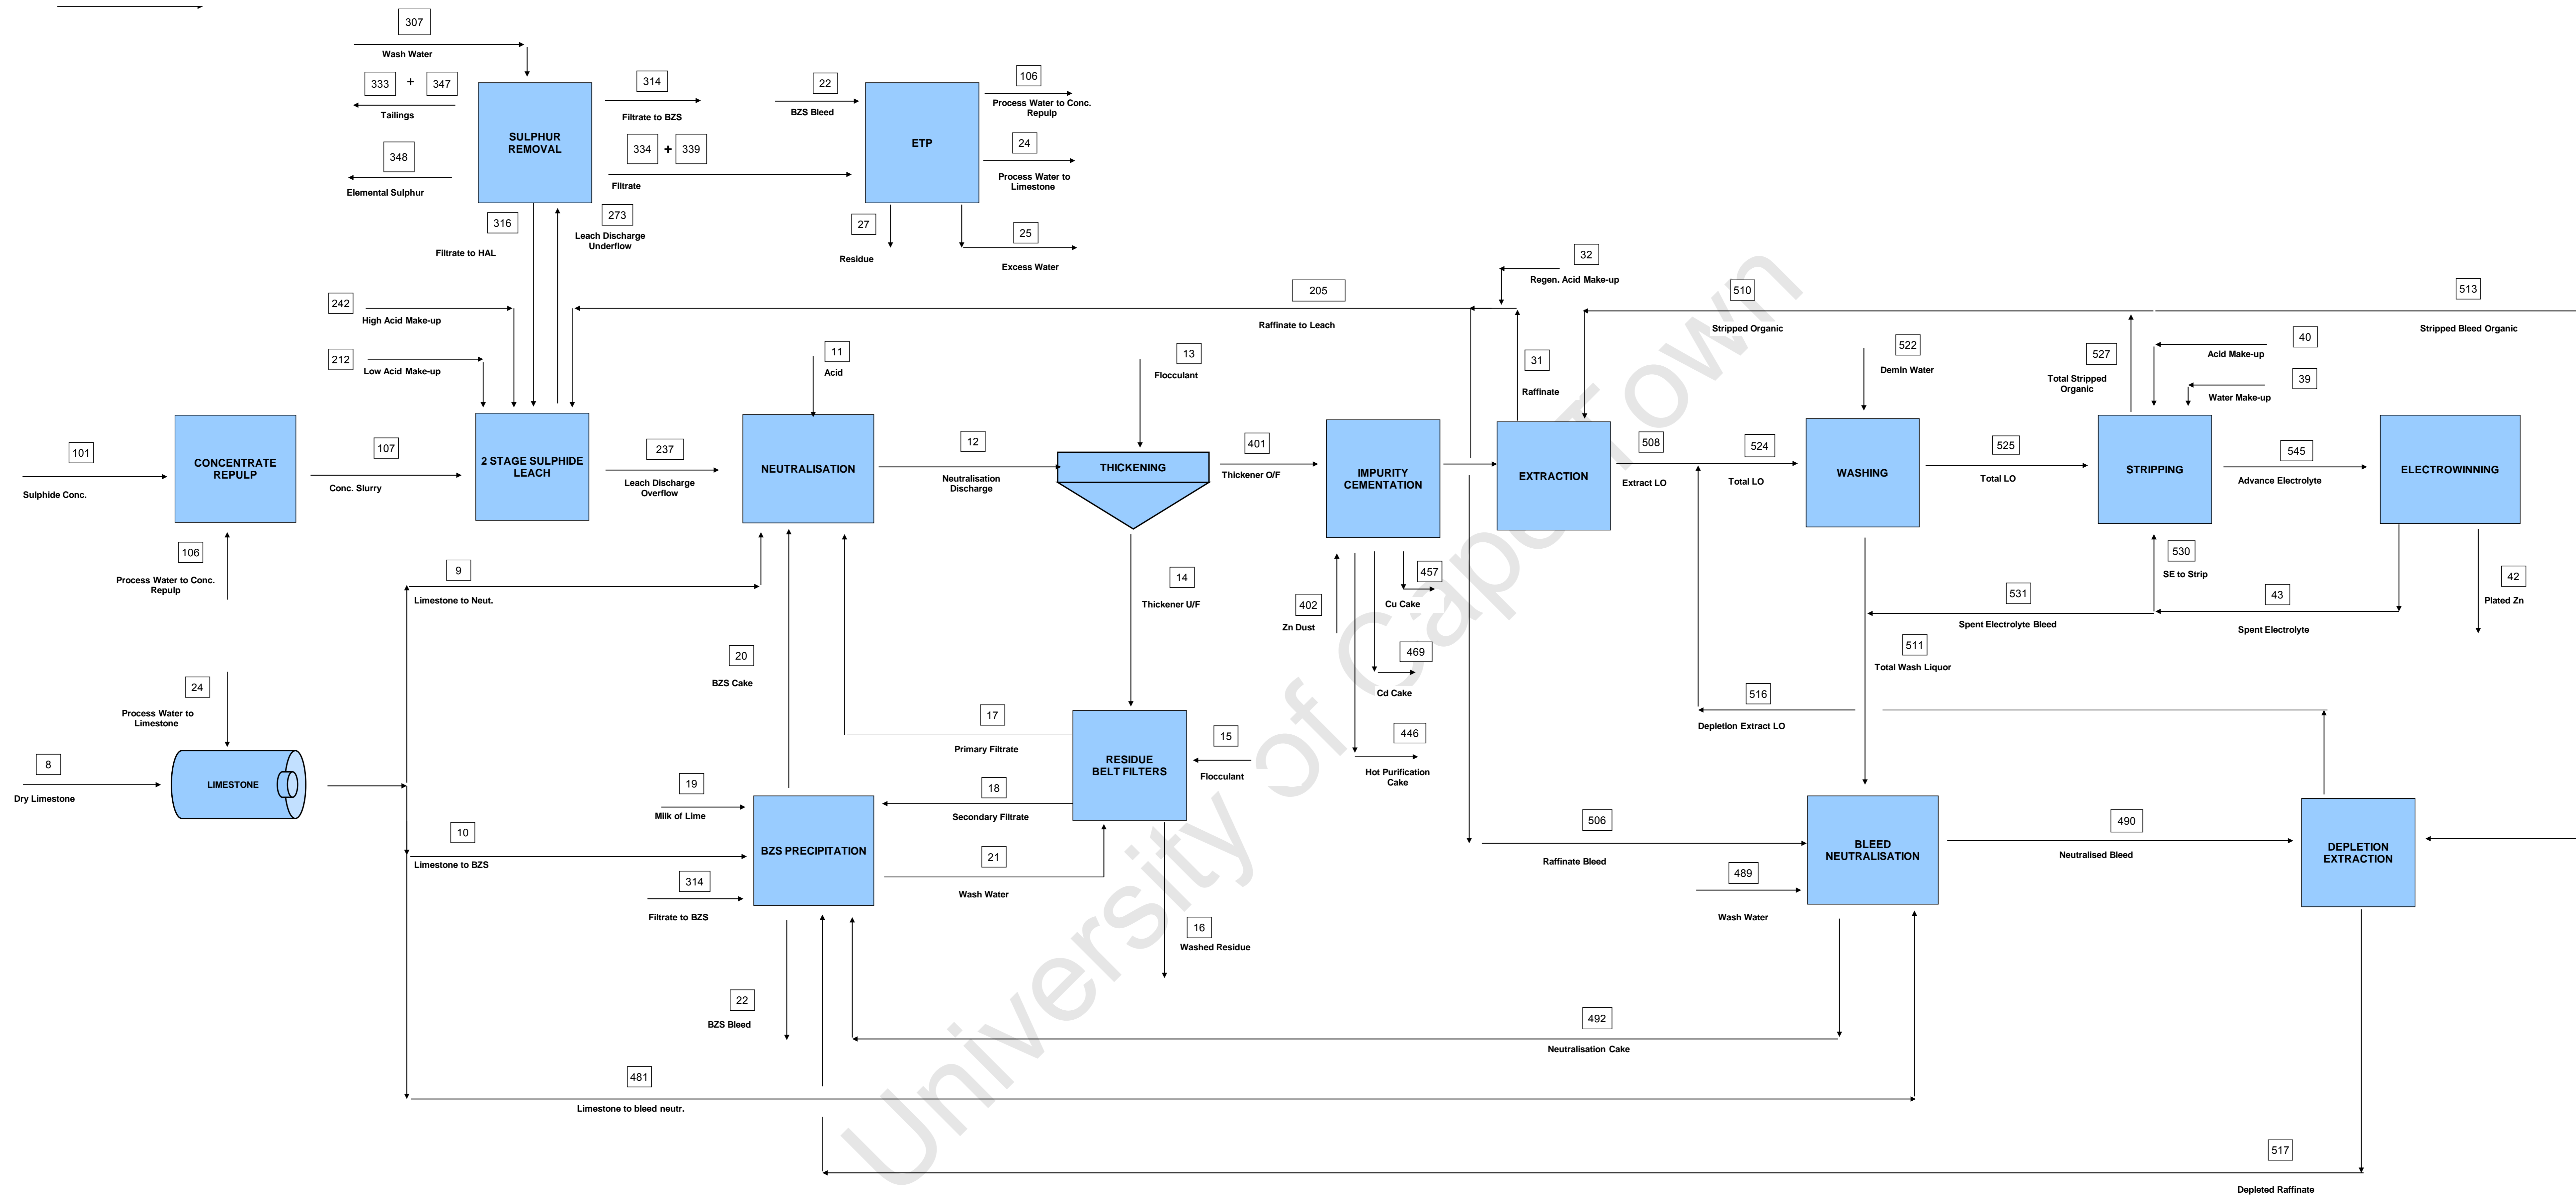 307
Wash Water
333 + 347
Tailings
348
Elemental Sulphur
SULPHUR
REMOVAL
314
Filtrate to BZS
334 + 339
Filtrate
22
BZS Bleed
ETP
106
Process Water to Conc.
Repulp
24
Process Water to
Limestone
27
Residue
25
Excess Water
316
Filtrate to HAL
273
Leach Discharge
Underflow
242
High Acid Make-up
212
Low Acid Make-up
205
Raffinate to Leach
32
Regen. Acid Make-up
510
Stripped Organic
513
Stripped Bleed Organic
11
Acid
13
Flocculant
31
Raffinate
522
Demin Water
527
Total Stripped
Organic
40
Acid Make-up
39
Water Make-up
101
Sulphide Conc.
CONCENTRATE
REPULP
107
Conc. Slurry
2 STAGE SULPHIDE
LEACH
237
Leach Discharge
Overflow
NEUTRALISATION
12
Neutralisation
Discharge
THICKENING
401
Thickener O/F
IMPURITY
CEMENTATION
EXTRACTION
508
Extract LO
524
Total LO
WASHING
525
Total LO
STRIPPING
545
Advance Electrolyte
ELECTROWINNING
106
Process Water to Conc.
Repulp
9
Limestone to Neut.
14
Thickener U/F
402
Zn Dust
457
Cu Cake
469
Cd Cake
446
Hot Purification
Cake
530
SE to Strip
531
Spent Electrolyte Bleed
43
Spent Electrolyte
42
Plated Zn
511
Total Wash Liquor
516
Depletion Extract LO
20
BZS Cake
24
Process Water to
Limestone
8
Dry Limestone
LIMESTONE
17
Primary Filtrate
RESIDUE
BELT FILTERS
15
Flocculant
19
Milk of Lime
18
Secondary Filtrate
10
Limestone to BZS
BZS PRECIPITATION
21
Wash Water
314
Filtrate to BZS
16
Washed Residue
22
BZS Bleed
506
Raffinate Bleed
489
Wash Water
BLEED
NEUTRALISATION
490
Neutralised Bleed
DEPLETION
EXTRACTION
492
Neutralisation Cake
481
Limestone to bleed neutr.
517
Depleted Raffinate
University of Cape Town